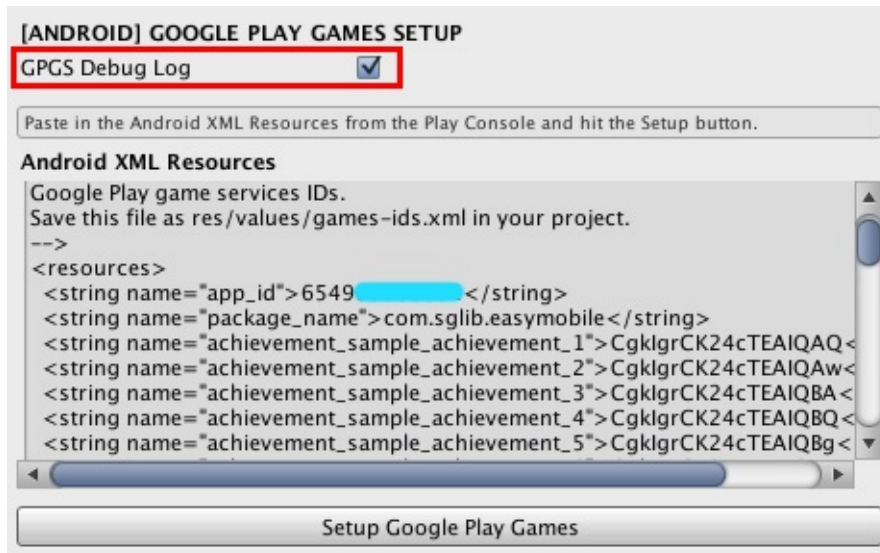 [ANDROID] GOOGLE PLAY GAMES SETUP
GPGS Debug Log
Paste in the Android XML Resources from the Play Console and hit the Setup button.
Android XML Resources
Google Play game services IDs.
Save this file as res/values/games-ids.xml in your project.
-->
<resources>
<string name="app_id">6549 </string>
<string name="package_name">com.sglib.easymobile</string>
<string name="achievement_sample_achievement_1">CgkIgrCK24cTEAIQAQ<
<string name="achievement_sample_achievement_2">CgkIgrCK24cTEAIQAw<
<string name="achievement_sample_achievement_3">CgkIgrCK24cTEAIQBA<
<string name="achievement_sample_achievement_4">CgkIgrCK24cTEAIQBQ<
<string name="achievement_sample_achievement_5">CgkIgrCK24cTEAIQBg<
Setup Google Play Games